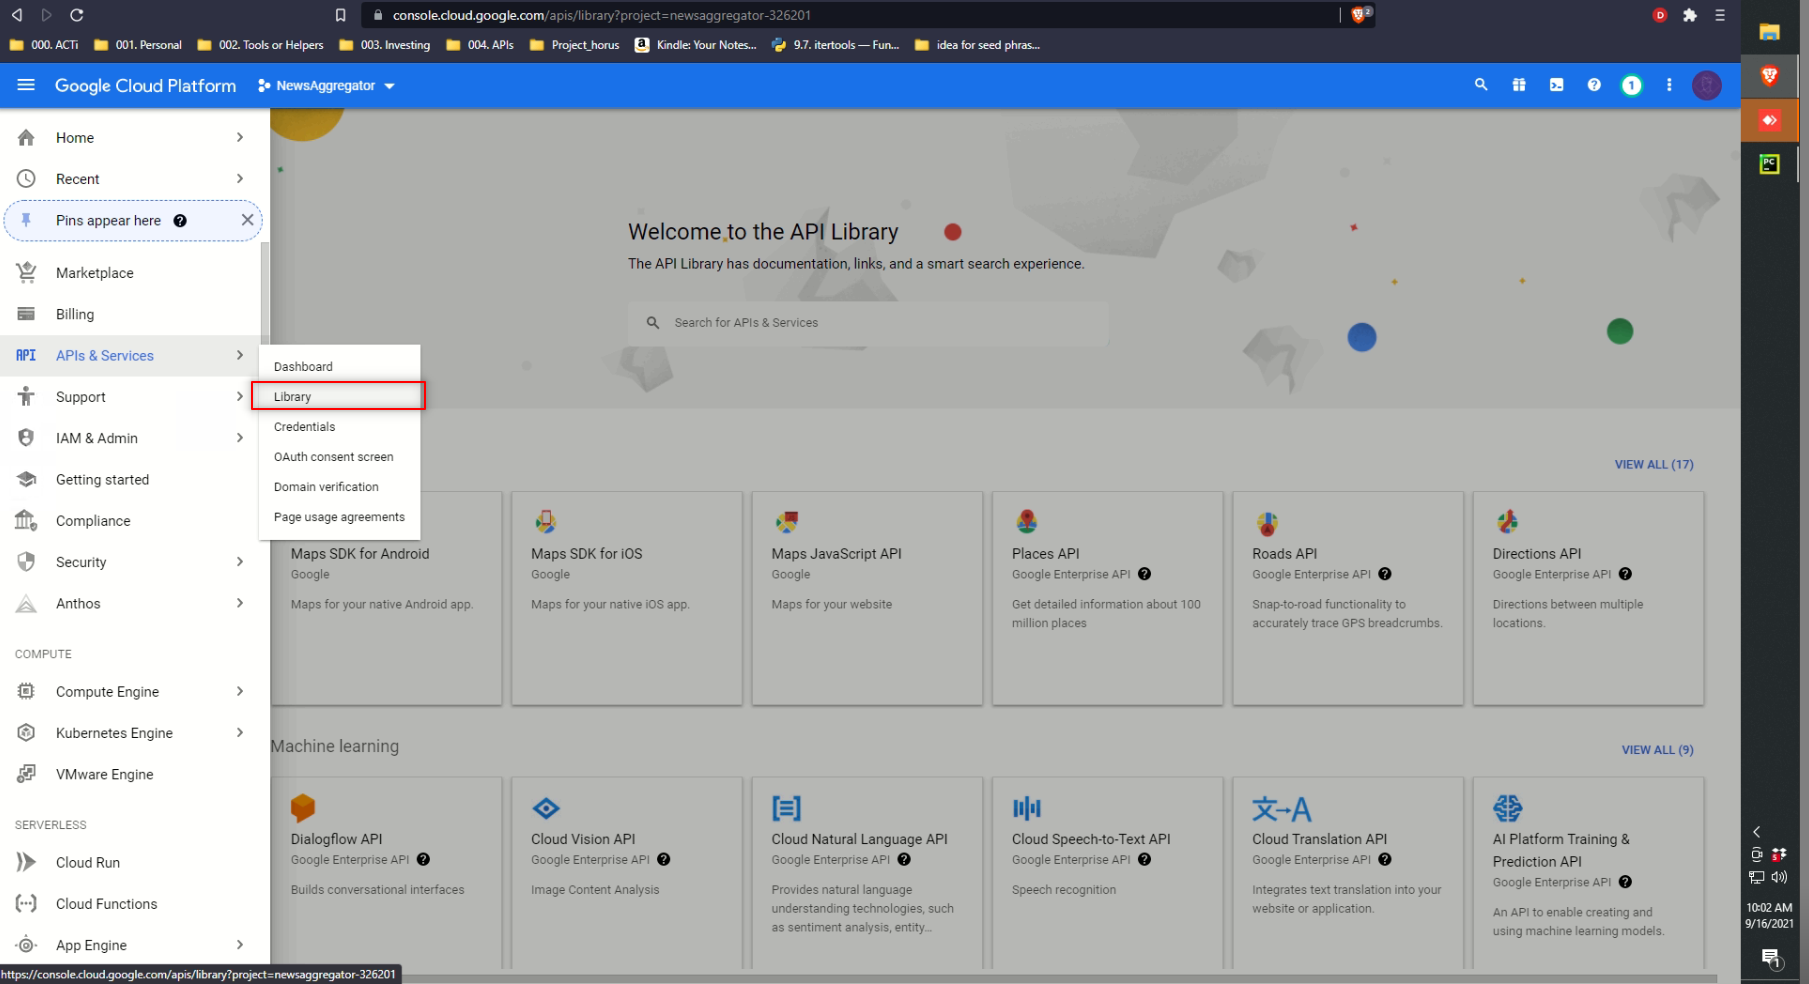 console.cloud.google.com/apis/library?project=newsaggregator-326201
2
D
000. ACTi
001. Personal
002. Tools or Helpers
003. Investing
004. APIs
Project_horus
Kindle: Your Notes...
9.7. itertools — Fun...
idea for seed phras...
Google Cloud Platform
NewsAggregator
1
Home
Recent
Pins appear here
Marketplace
Billing
API APIs & Services
Support
IAM & Admin
Getting started
Compliance
Security
Anthos
COMPUTE
Compute Engine
Kubernetes Engine
VMware Engine
SERVERLESS
Cloud Run
Cloud Functions
App Engine
https://console.cloud.google.com/apis/library?project=newsaggregator-326201
Dashboard
Library
Credentials
OAuth consent screen
Domain verification
Page usage agreements
Welcome to the API Library
The API Library has documentation, links, and a smart search experience.
Search for APIs & Services
VIEW ALL (17)
Maps SDK for Android
Google
Maps for your native Android app.
Maps SDK for iOS
Google
Maps for your native iOS app.
Maps JavaScript API
Google
Maps for your website
Places API
Google Enterprise API
Get detailed information about 100
million places
Roads API
Google Enterprise API
Snap-to-road functionality to
accurately trace GPS breadcrumbs.
Directions API
Google Enterprise API
Directions between multiple
locations.
Machine learning
VIEW ALL (9)
Dialogflow API
Google Enterprise API
Builds conversational interfaces
Cloud Vision API
Google Enterprise API
Image Content Analysis
Cloud Natural Language API
Google Enterprise API
Provides natural language
understanding technologies, such
as sentiment analysis, entity...
Cloud Speech-to-Text API
Google Enterprise API
Speech recognition
文→A
Cloud Translation API
Google Enterprise API
Integrates text translation into your
website or application.
AI Platform Training &
Prediction API
Google Enterprise API
An API to enable creating and
using machine learning models.
PC
10:02 AM
9/16/2021
1